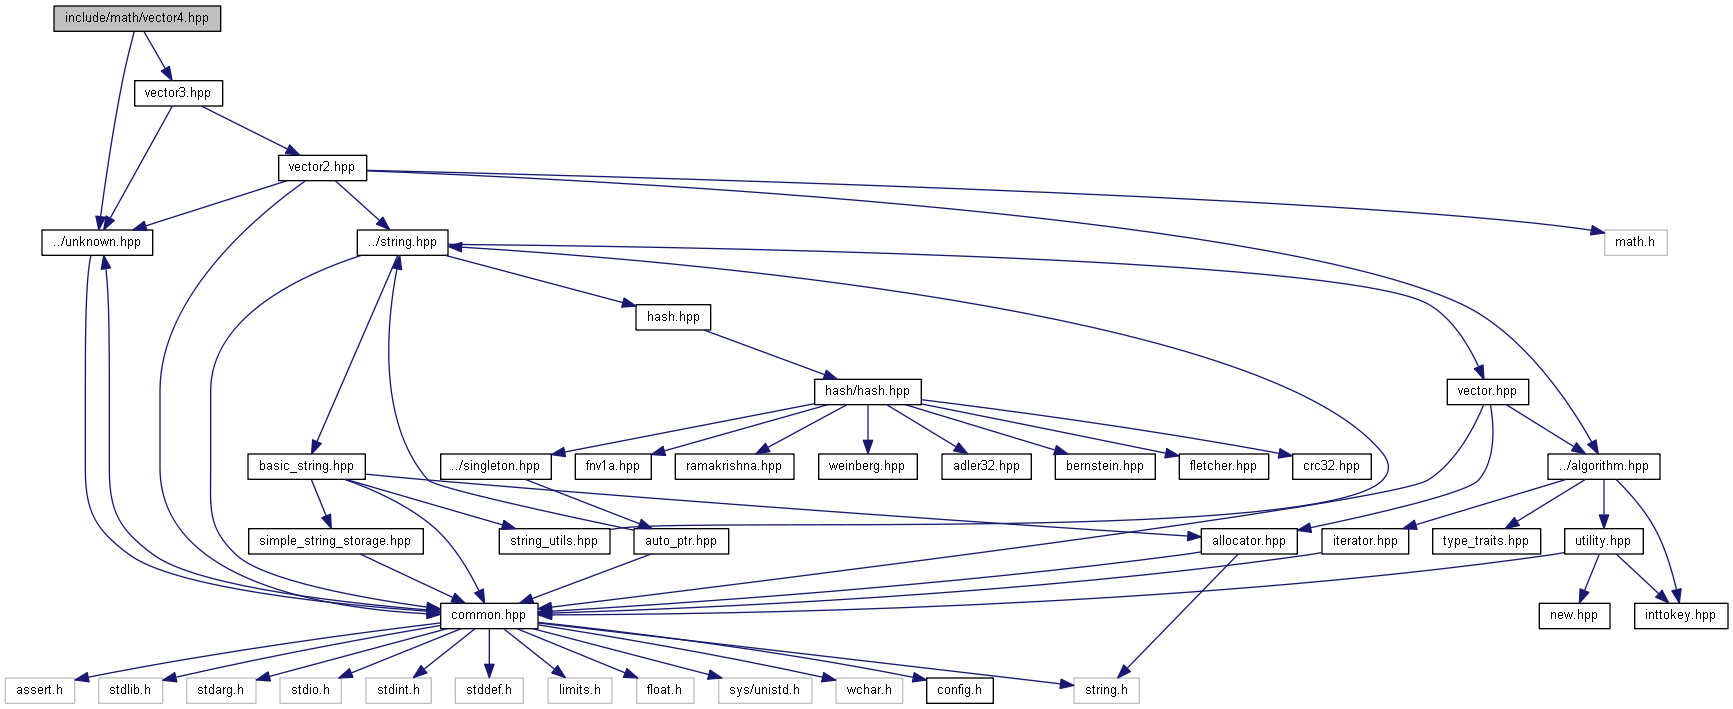 include/math/vector4.hpp
vector3.hpp
vector2.hpp
../unknown.hpp
../string.hpp
math.h
hash.hpp
hash/hash.hpp
vector.hpp
basic_string.hpp
../singleton.hpp
fnv1a.hpp
ramakrishna.hpp
weinberg.hpp
adler32.hpp
bernstein.hpp
fletcher.hpp
crc32.hpp
../algorithm.hpp
simple_string_storage.hpp
string_utils.hpp
auto_ptr.hpp
allocator.hpp
iterator.hpp
type_traits.hpp
utility.hpp
common.hpp
new.hpp
inttokey.hpp
assert.h
stdlib.h
stdarg.h
stdio.h
stdint.h
stddef.h
limits.h
float.h
sys/unistd.h
wchar.h
config.h
string.h